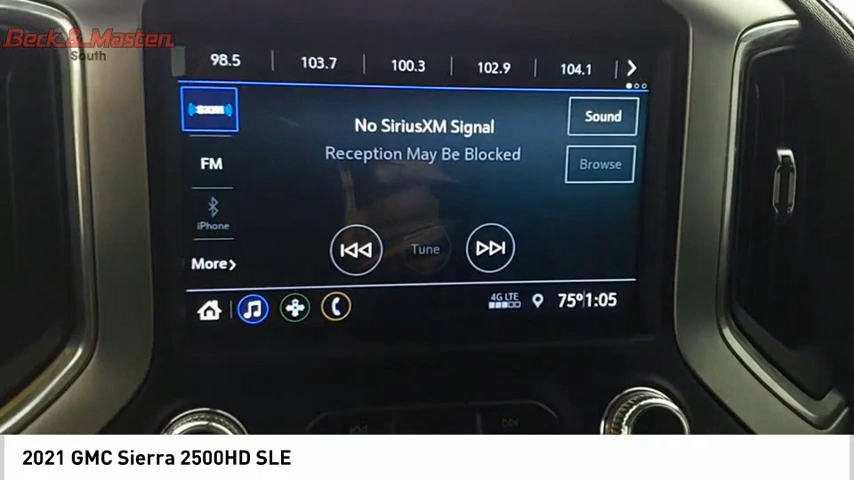 Beck & Masten
South
98.5 103.7 100.3 102.9 104.1
SXM
No SiriusXM Signal
Sound
Reception May Be Blocked
FM
Browse
iPhone
Tune
More
4G LTE
75° 1:05
2021 GMC Sierra 2500HD SLE